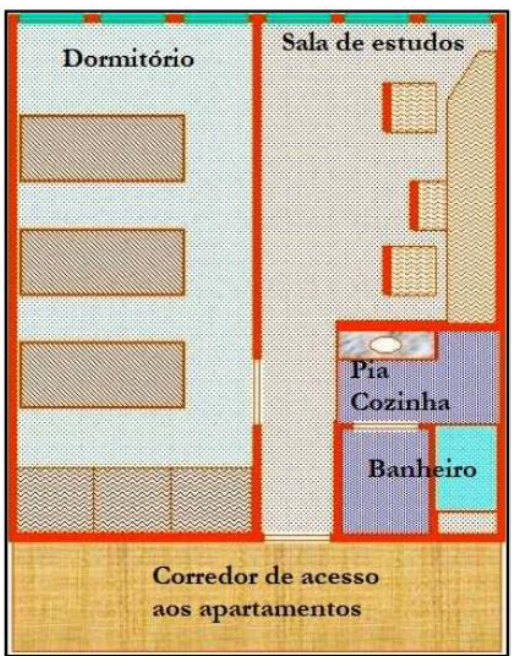 Dormitório
Sala de estudos
Pia
Cozinha
Banheiro
Corredor de acesso
aos apartamentos